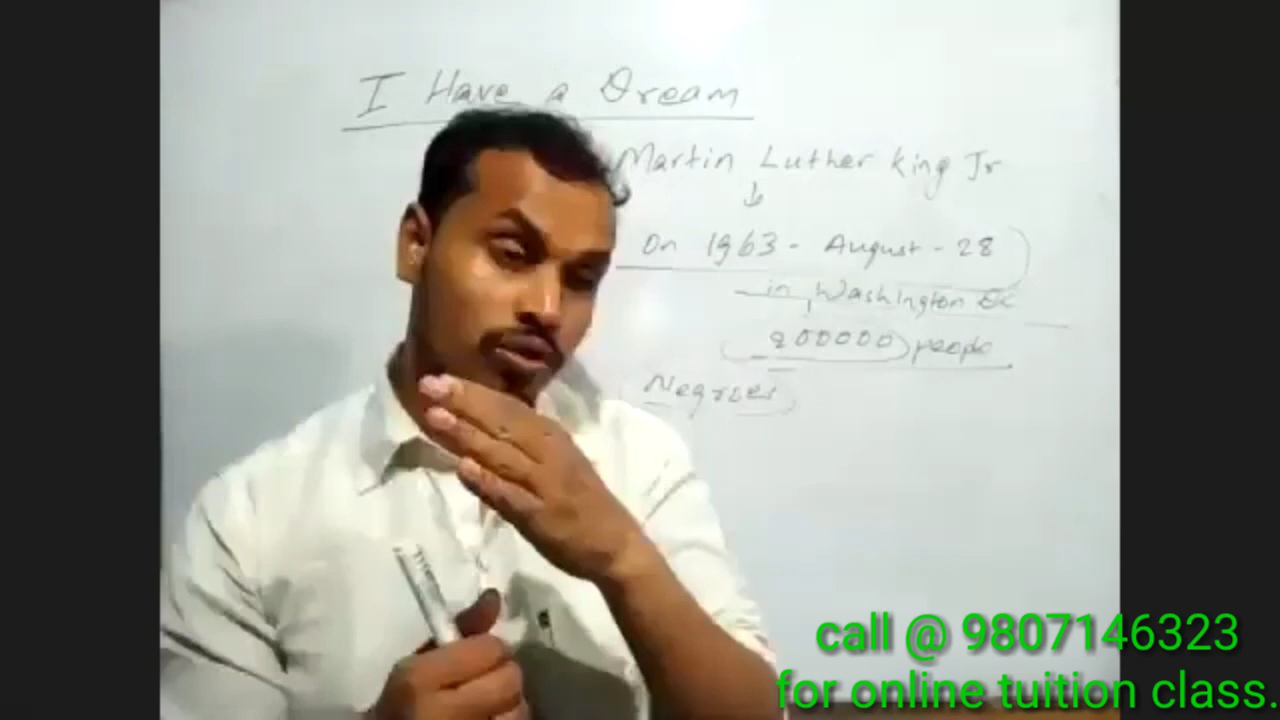 I Have a Dream
Martin Luther king Jr
↓
On 1963 - August - 28
in Washington DC
200000 people
Negroes
call @ 9807146323
for online tuition class.